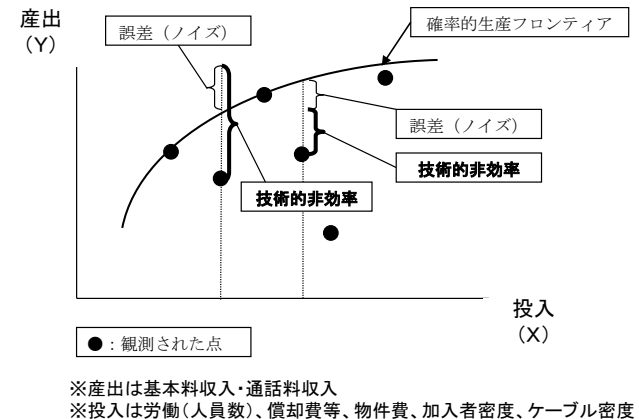 産出
(Y)
誤差（ノイズ）
確率的生産フロンティア
誤差（ノイズ）
技術的非効率
技術的非効率
投入
(X)
●：観測された点
※産出は基本料収入・通話料収入
※投入は労働(人員数)、償却費等、物件費、加入者密度、ケーブル密度